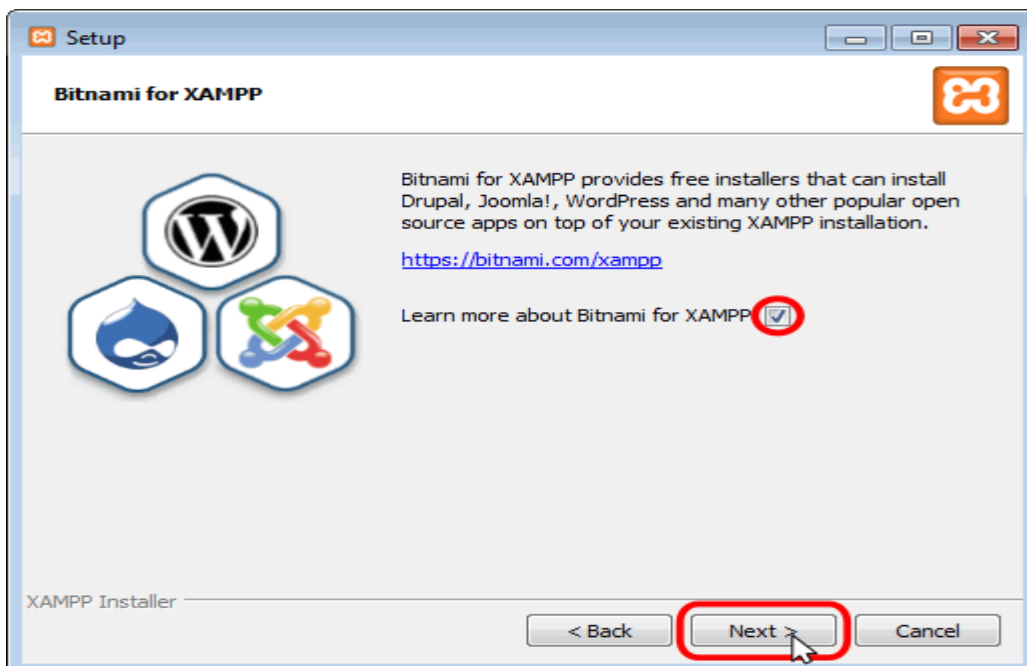 Setup
Bitnami for XAMPP
Bitnami for XAMPP provides free installers that can install
Drupal, Joomla!, WordPress and many other popular open
source apps on top of your existing XAMPP installation.
https://bitnami.com/xampp
Learn more about Bitnami for XAMPP
XAMPP Installer
< Back
Next >
Cancel